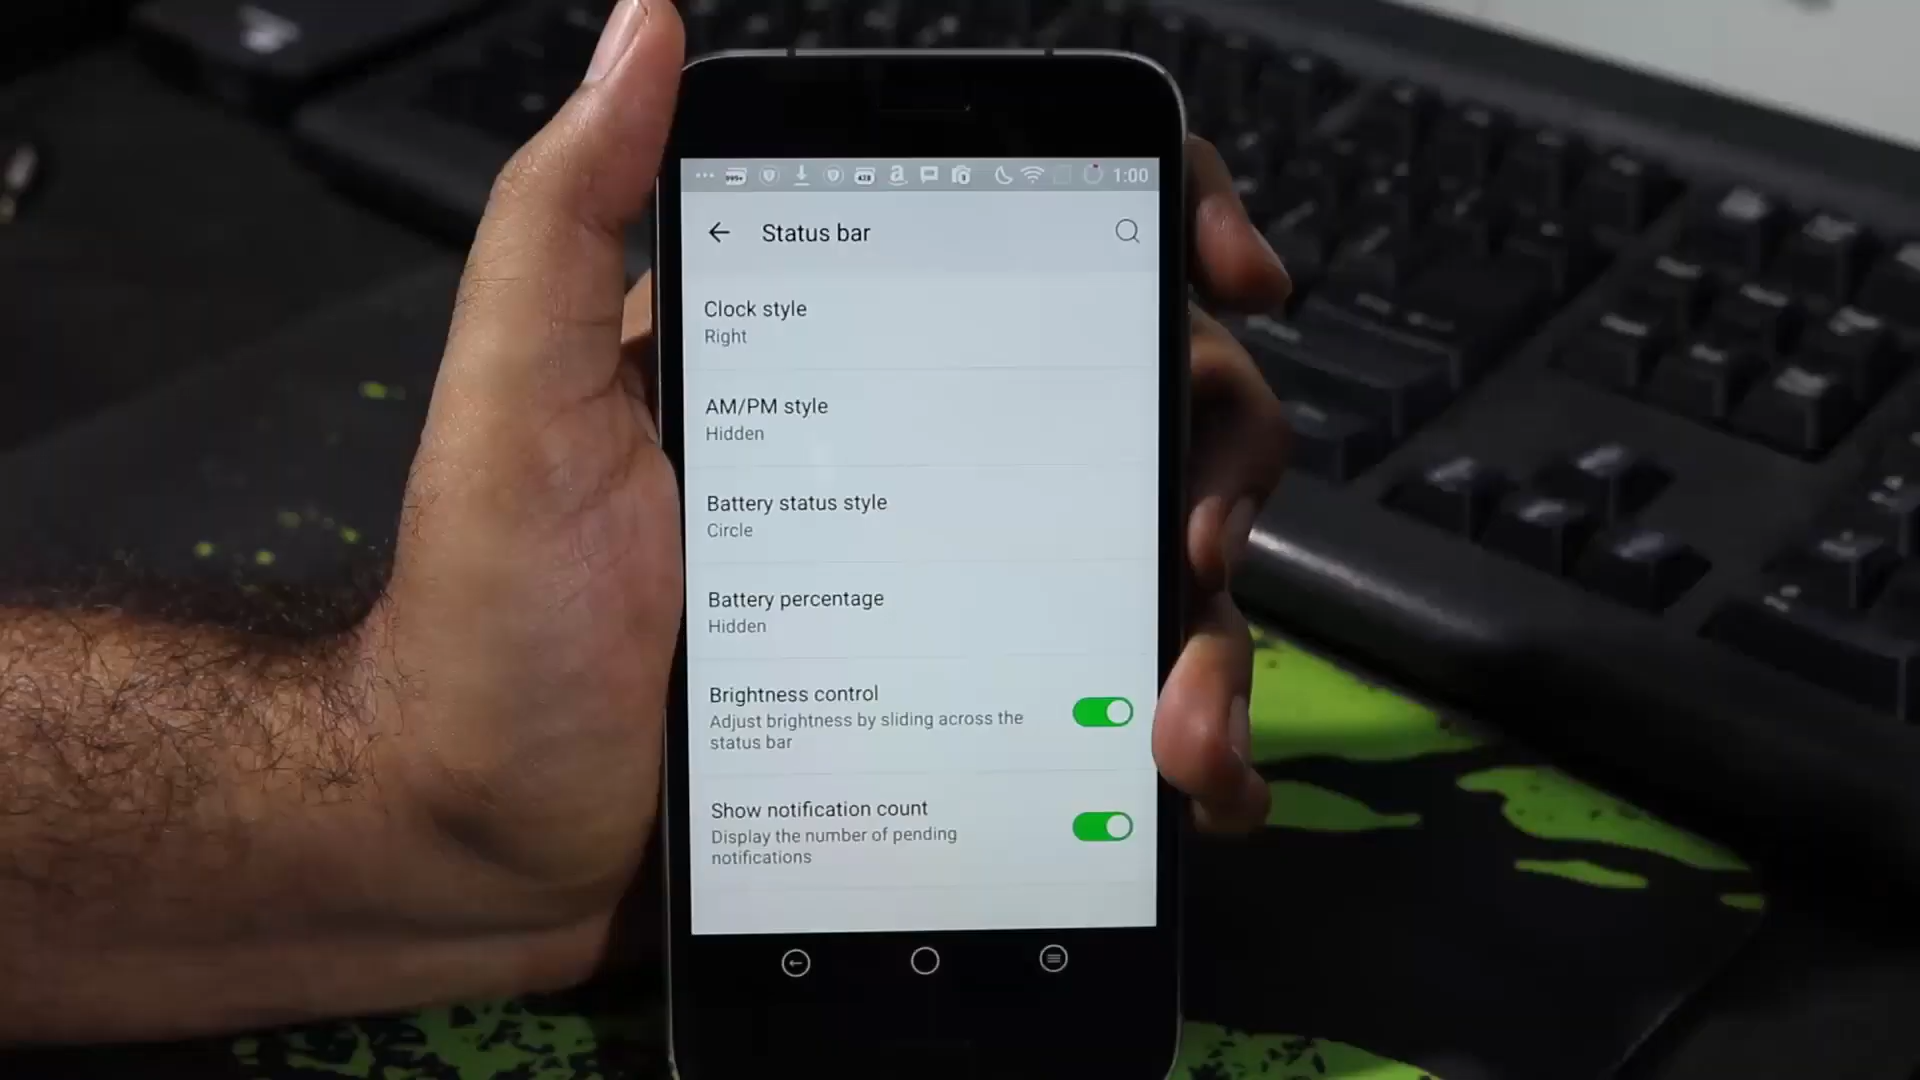 1:00
Status bar
Clock style
Right
AM/PM style
Hidden
Battery status style
Circle
Battery percentage
Hidden
Brightness control
Adjust brightness by sliding across the
status bar
Show notification count
Display the number of pending
notifications